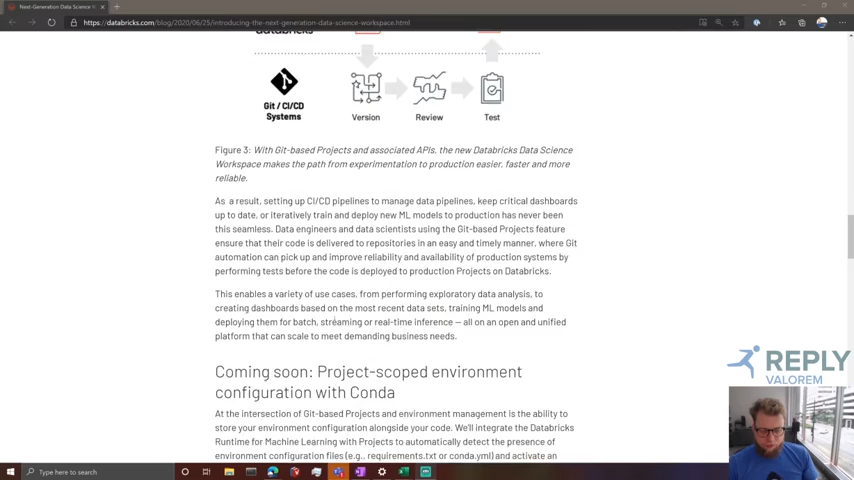 Next-Generation Data Science W
https://databricks.com/blog/2020/06/25/introducing-the-next-generation-data-science-workspace.html
databricks
Git / CI/CD
Systems
Version
Review
Test
Figure 3: With Git-based Projects and associated APIs, the new Databricks Data Science
Workspace makes the path from experimentation to production easier, faster and more
reliable.
As a result, setting up CI/CD pipelines to manage data pipelines, keep critical dashboards
up to date, or iteratively train and deploy new ML models to production has never been
this seamless. Data engineers and data scientists using the Git-based Projects feature
ensure that their code is delivered to repositories in an easy and timely manner, where Git
automation can pick up and improve reliability and availability of production systems by
performing tests before the code is deployed to production Projects on Databricks.
This enables a variety of use cases, from performing exploratory data analysis, to
creating dashboards based on the most recent data sets, training ML models and
deploying them for batch, streaming or real-time inference — all on an open and unified
platform that can scale to meet demanding business needs.
Coming soon: Project-scoped environment
configuration with Conda
At the intersection of Git-based Projects and environment management is the ability to
store your environment configuration alongside your code. We'll integrate the Databricks
Runtime for Machine Learning with Projects to automatically detect the presence of
environment configuration files (e.g., requirements.txt or conda.yml) and activate an
REPLY
VALOREM
Type here to search